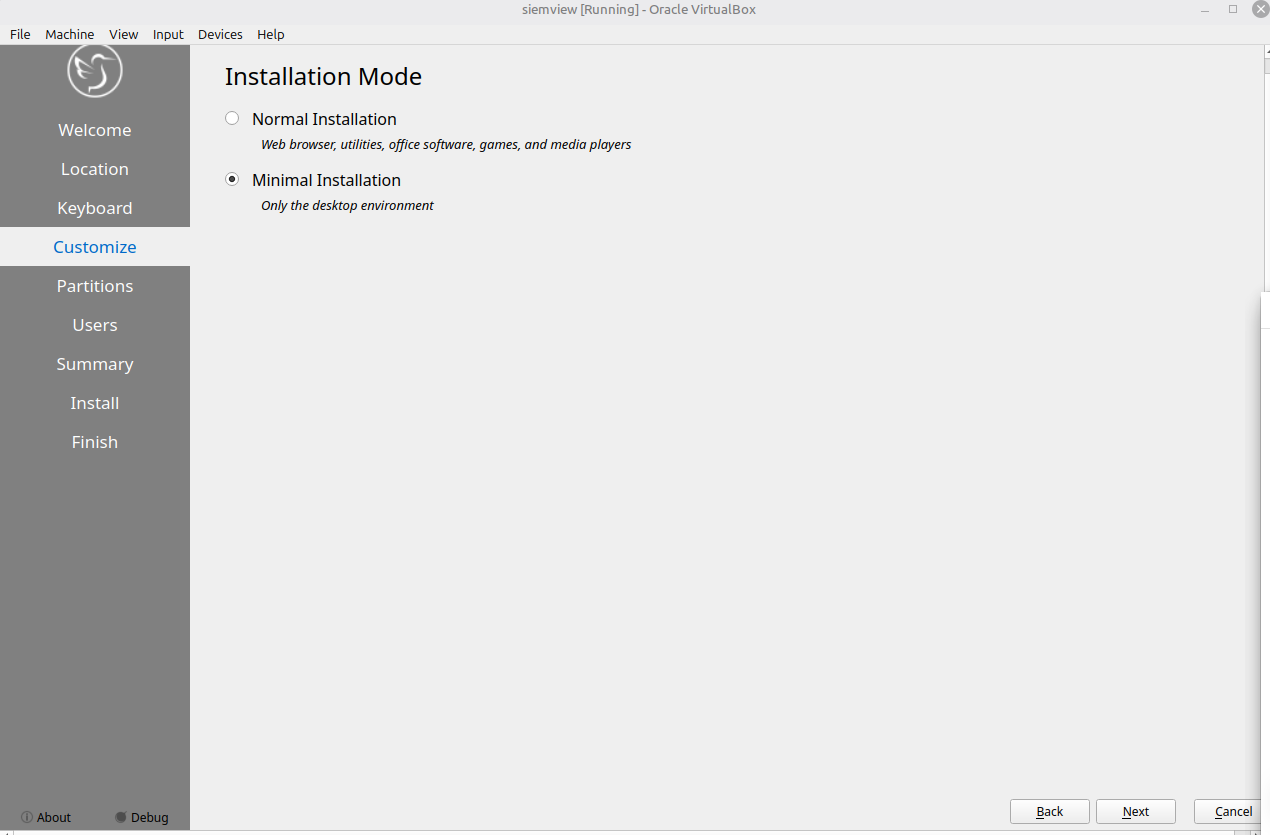 siemview [Running] - Oracle VirtualBox
File Machine View Input Devices Help
Welcome
Location
Keyboard
Customize
Partitions
Users
Summary
Install
Finish
About
Debug
Installation Mode
Normal Installation
Web browser, utilities, office software, games, and media players
Minimal Installation
Only the desktop environment
Back
Next
Cancel